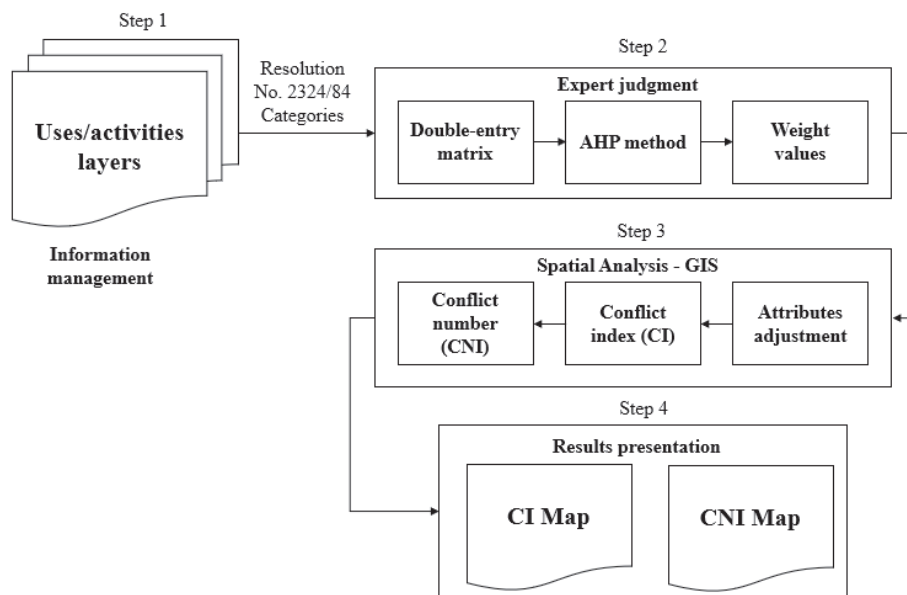 Step 1
Uses/activities
layers
Information
management
Resolution
No. 2324/84
Categories
Step 2
Expert judgment
Double-entry
matrix
AHP method
Weight
values
Step 3
Spatial Analysis - GIS
Conflict
number
(CNI)
Conflict
index (CI)
Attributes
adjustment
Step 4
Results presentation
CI Map
CNI Map